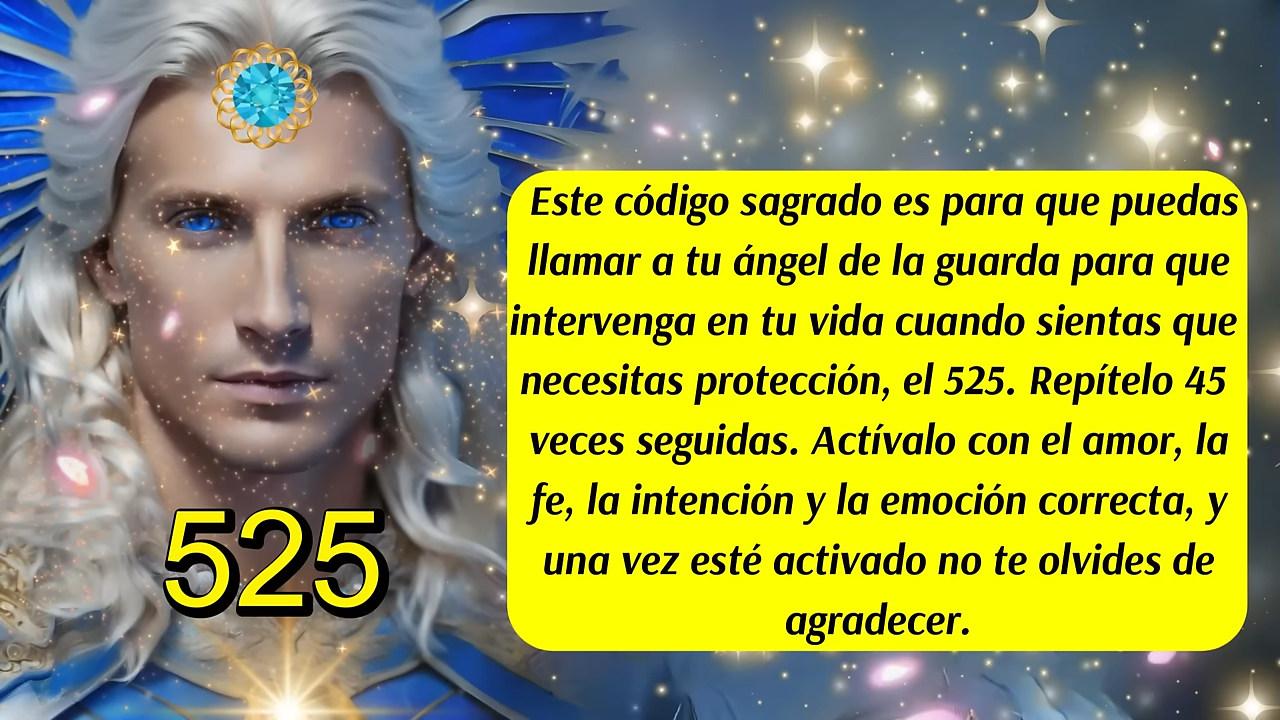 Este código sagrado es para que puedas
llamar a tu ángel de la guarda para que
intervenga en tu vida cuando sientas que
necesitas protección, el 525. Repítelo 45
veces seguidas. Actívalo con el amor, la
fe, la intención y la emoción correcta, y
una vez esté activado no te olvides de
agradecer.
525